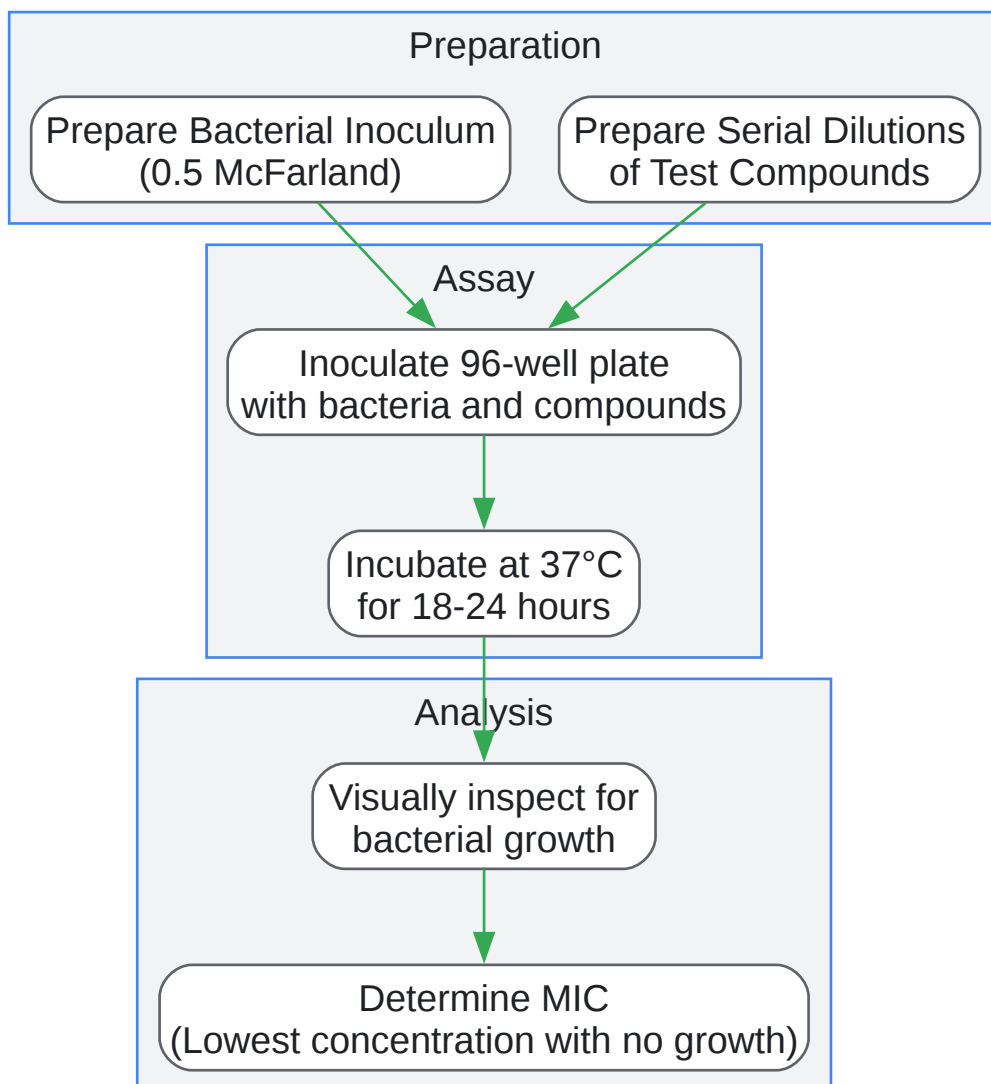 Preparation
Prepare Bacterial Inoculum
(0.5 McFarland)
Prepare Serial Dilutions
of Test Compounds
Assay
Inoculate 96-well plate
with bacteria and compounds
Incubate at 37°C
for 18-24 hours
Analysis
Visually inspect for
bacterial growth
Determine MIC
(Lowest concentration with no growth)